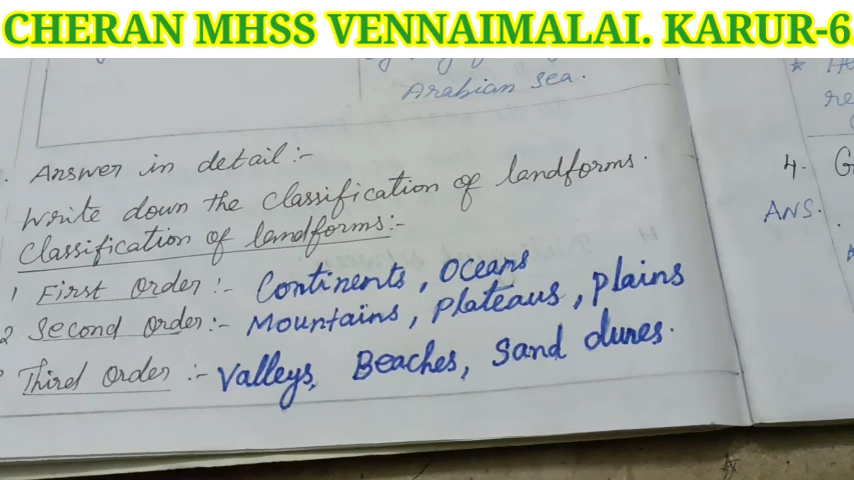 CHERAN MHSS VENNAIMALAI. KARUR-6
Arabian sea.
Answer in detail:-
Write down the classification of landforms.
Classification of landforms:-
1 First order:- Continents, Oceans
2 Second order:- Mountains, Plateaus, Plains
Third order:- Valleys, Beaches, Sand dunes.
4. G
ANS.